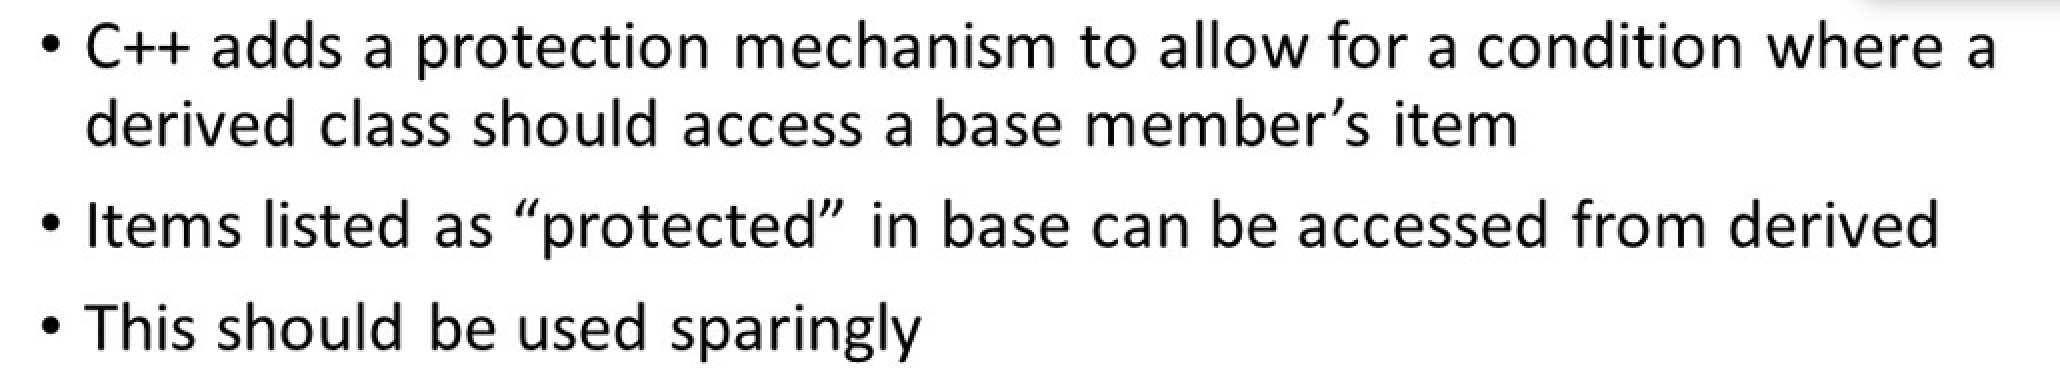 • C++ adds a protection mechanism to allow for a condition where a
derived class should access a base member’s item
• Items listed as “protected” in base can be accessed from derived
• This should be used sparingly